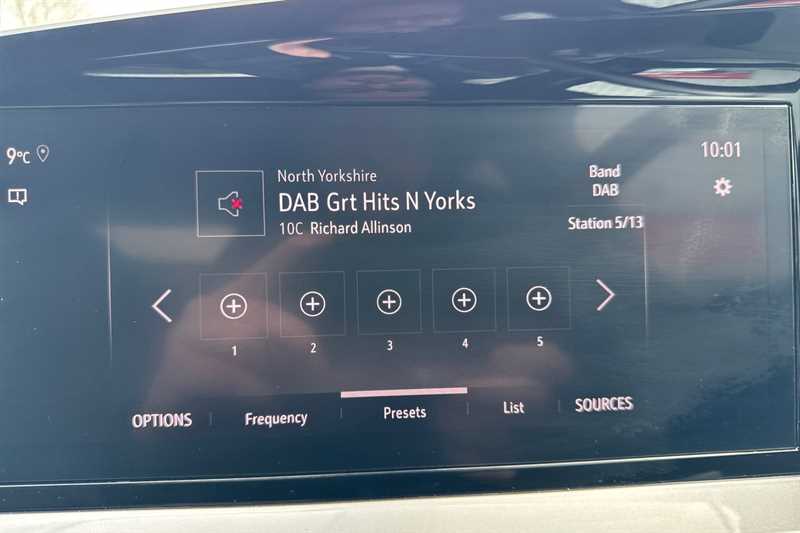 9°C
10:01
North Yorkshire
DAB Grt Hits N Yorks
10C Richard Allinson
Band
DAB
Station 5/13
1 2 3 4 5
OPTIONS Frequency Presets List SOURCES